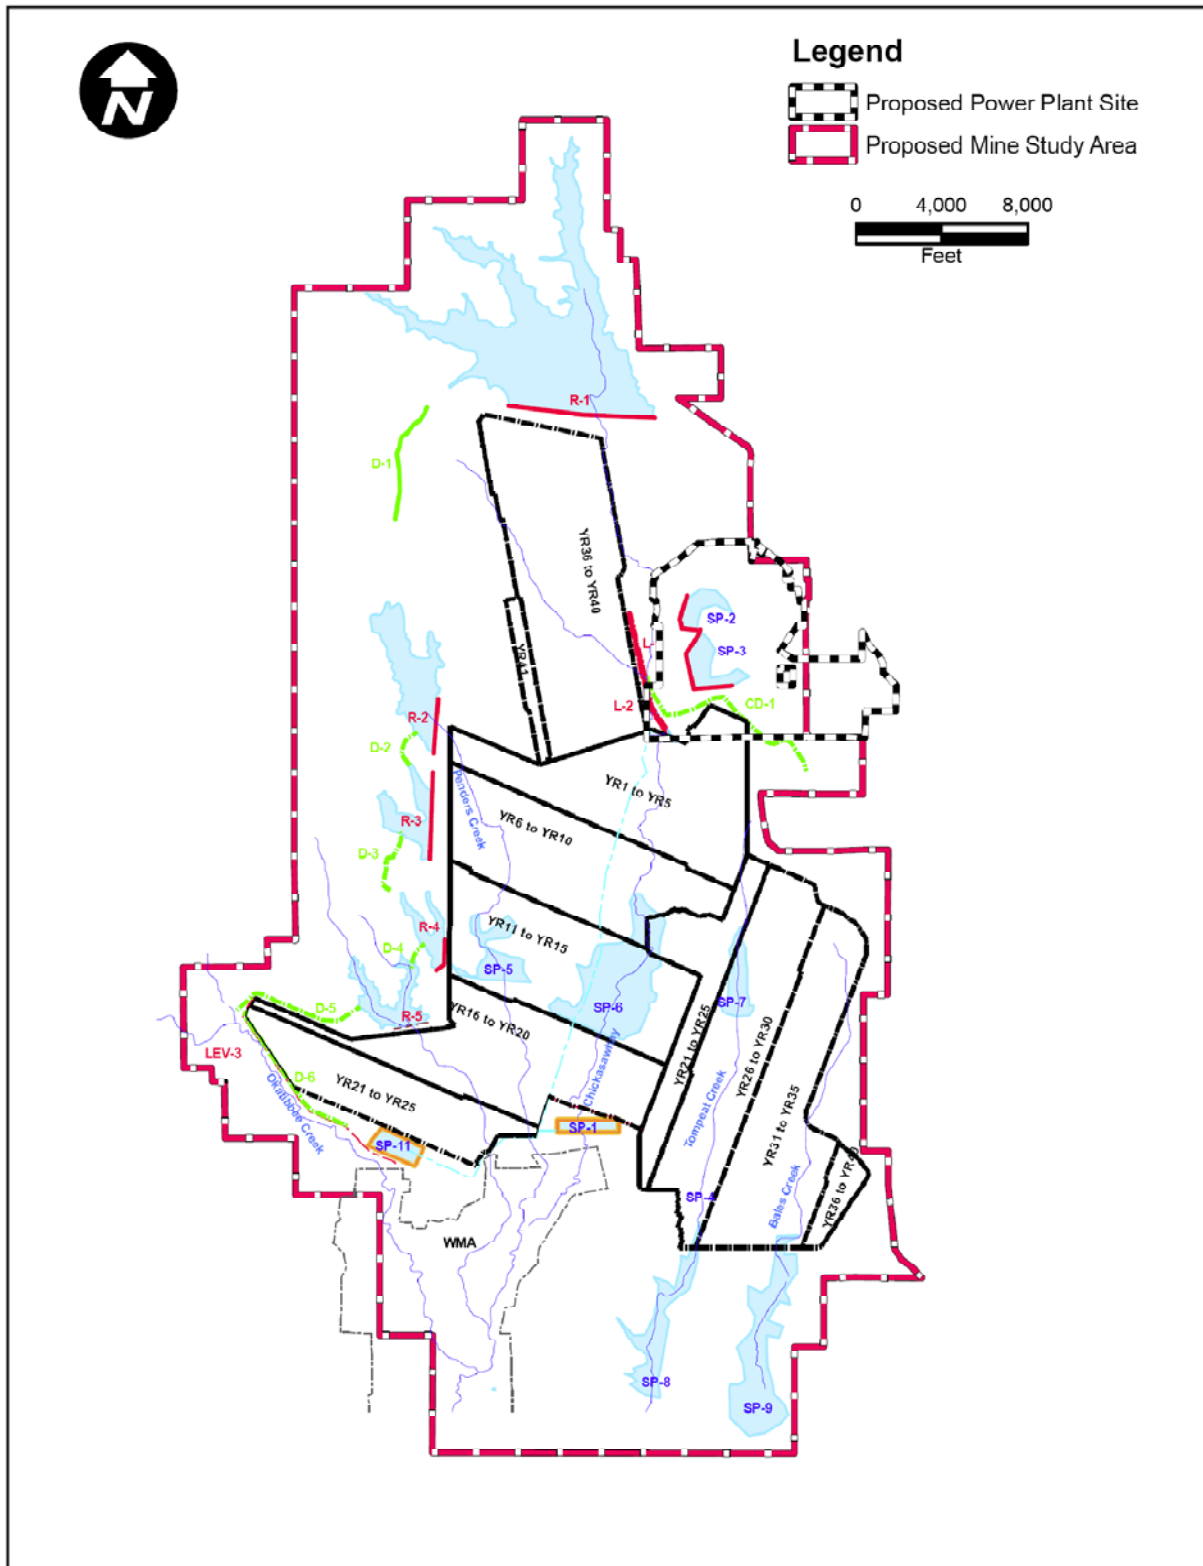 N
Legend
Proposed Power Plant Site
Proposed Mine Study Area
0 4,000 8,000
Feet
R-1
D-1
YR36 to YR40
SP-2
SP-3
L-
YR41
L-2
CD-1
R-2
D-2
YR1 to YR5
Penders Creek
YR6 to YR10
R-3
D-3
R-4
YR11 to YR15
D-4
SP-5
SP-6
SP-7
D-5
R-5
YR16 to YR20
YR21 to YR25
YR26 to YR30
LEV-3
D-6
YR21 to YR25
Okatibbee Creek
Chickasawhay
Tompeat Creek
YR31 to YR35
SP-1
SP-11
SP-4
Bales Creek
YR36 to YR40
WMA
SP-8
SP-9